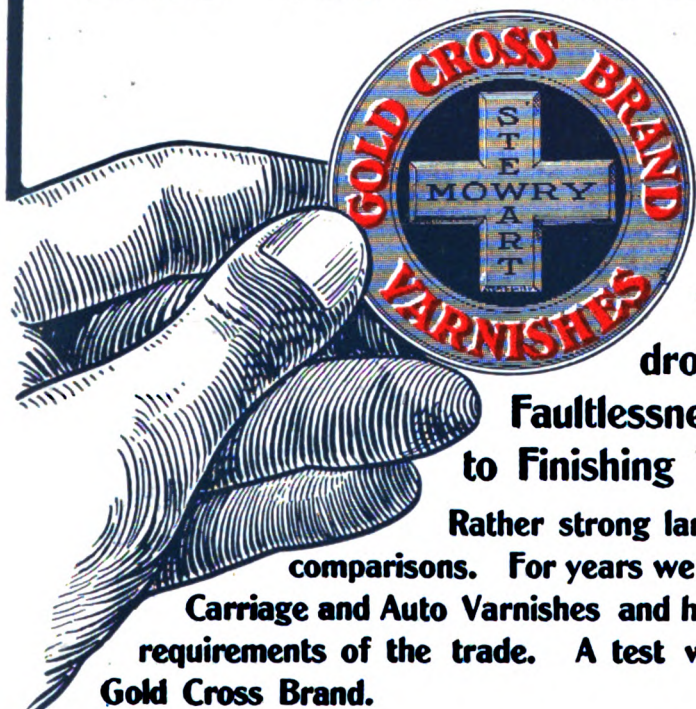 GOLD CROSS BRAND
STEWART
MOWRY
VARNISHES
dro
Faultlessne
to Finishing
Rather strong lan
comparisons. For years we
Carriage and Auto Varnishes and h
requirements of the trade. A test w
Gold Cross Brand.